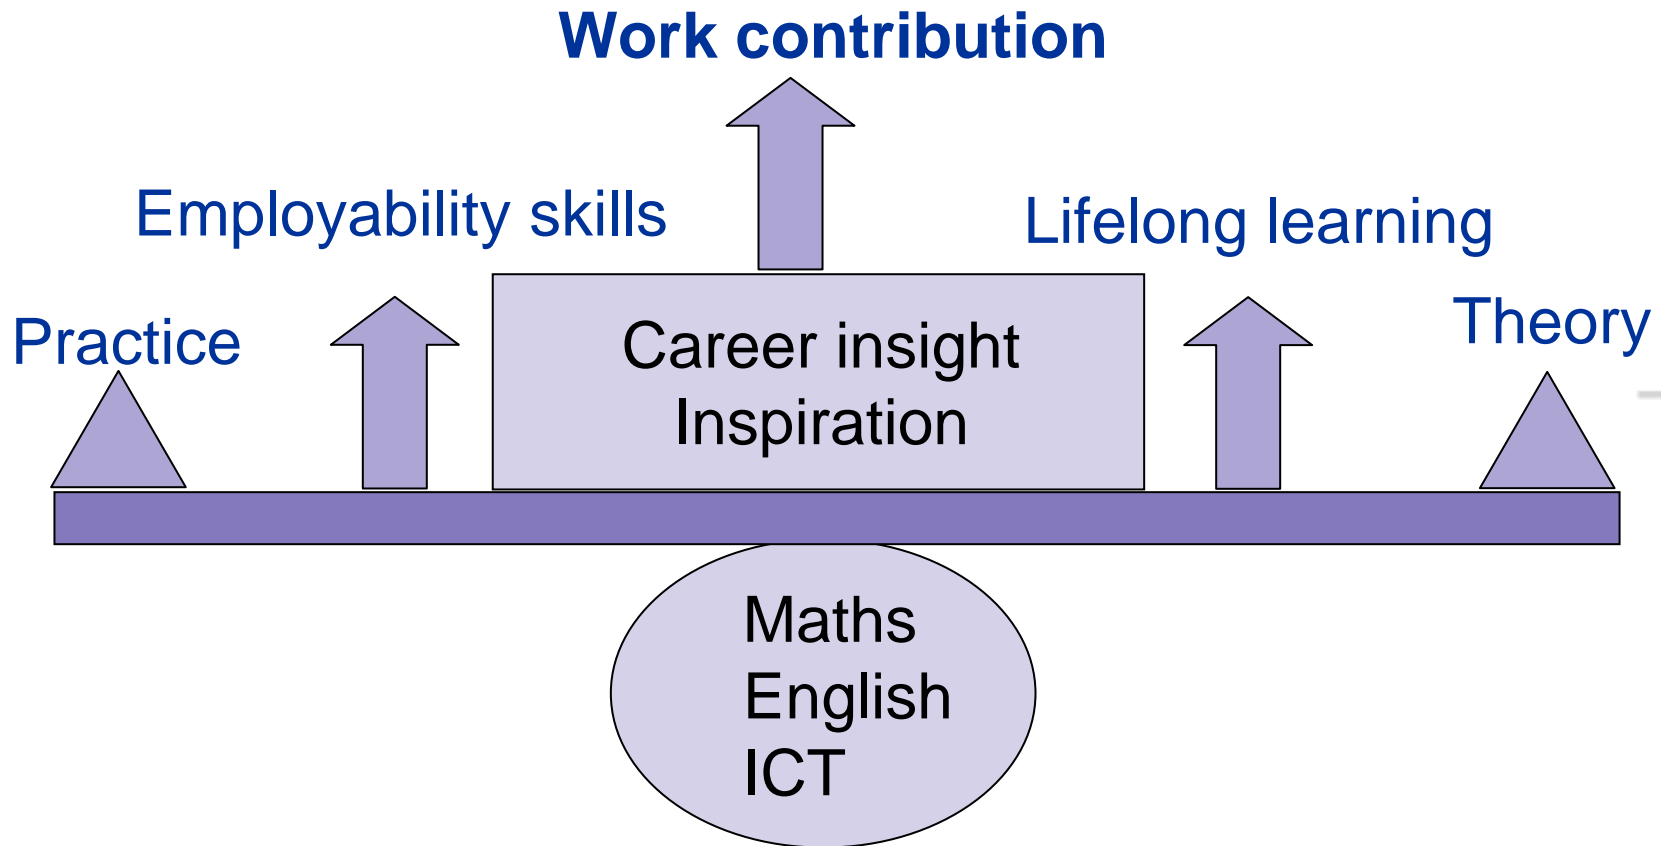 Work contribution
Employability skills
Lifelong learning
Practice
Theory
Career insight
Inspiration
Maths
English
ICT